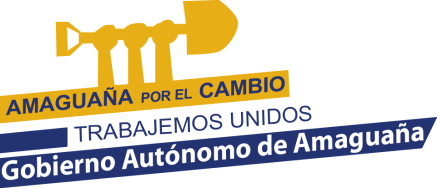 AMAGUAÑA POR EL CAMBIO
TRABAJEMOS UNIDOS
Gobierno Autónomo de Amaguaña